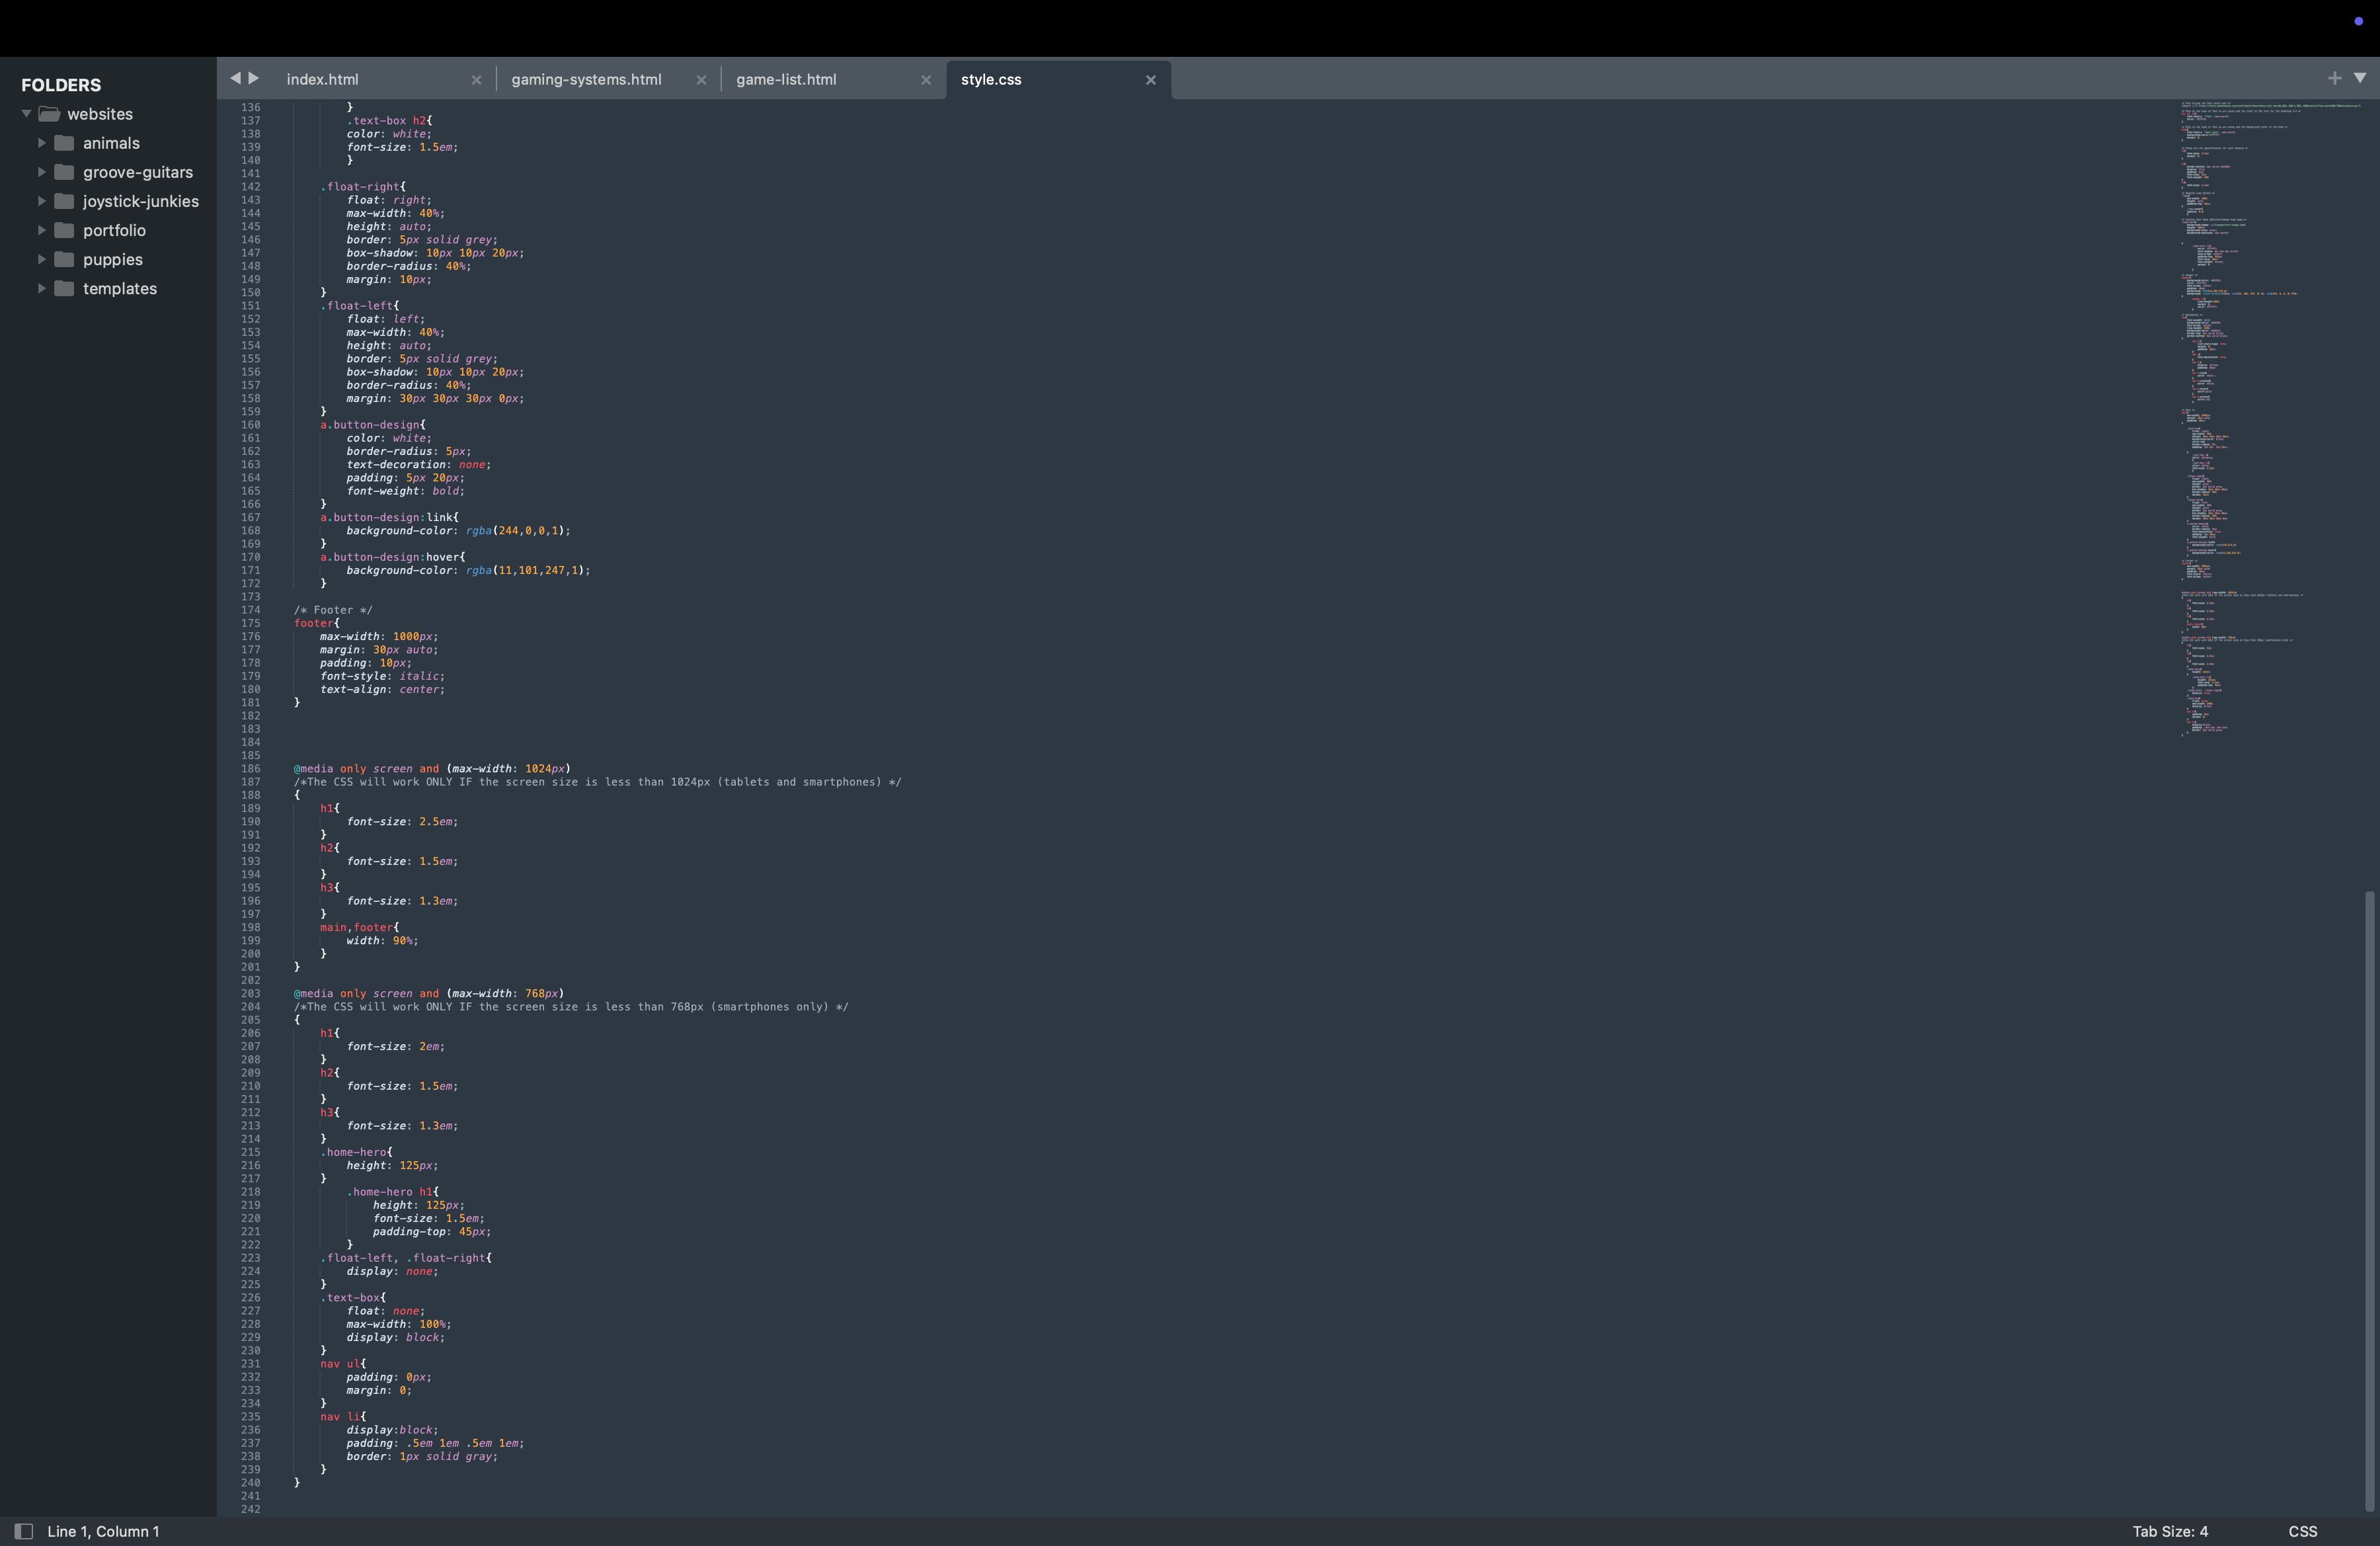 FOLDERS
websites
animals
groove-guitars
joystick-junkies
portfolio
puppies
templates
index.html
gaming-systems.html
game-list.html
style.css
136 }
137 .text-box h2{
138 color: white;
139 font-size: 1.5em;
140 }
141
142 .float-right{
143 float: right;
144 max-width: 40%;
145 height: auto;
146 border: 5px solid grey;
147 box-shadow: 10px 10px 20px;
148 border-radius: 40%;
149 margin: 10px;
150 }
151 .float-left{
152 float: left;
153 max-width: 40%;
154 height: auto;
155 border: 5px solid grey;
156 box-shadow: 10px 10px 20px;
157 border-radius: 40%;
158 margin: 30px 30px 30px 0px;
159 }
160 a.button-design{
161 color: white;
162 border-radius: 5px;
163 text-decoration: none;
164 padding: 5px 20px;
165 font-weight: bold;
166 }
167 a.button-design:link{
168 background-color: rgba(244,0,0,1);
169 }
170 a.button-design:hover{
171 background-color: rgba(11,101,247,1);
172 }
173
174 /* Footer */
175 footer{
176 max-width: 1000px;
177 margin: 30px auto;
178 padding: 10px;
179 font-style: italic;
180 text-align: center;
181 }
182
183
184
185
186 @media only screen and (max-width: 1024px)
187 /*The CSS will work ONLY IF the screen size is less than 1024px (tablets and smartphones) */
188 {
189 h1{
190 font-size: 2.5em;
191 }
192 h2{
193 font-size: 1.5em;
194 }
195 h3{
196 font-size: 1.3em;
197 }
198 main,footer{
199 width: 90%;
200 }
201 }
202
203 @media only screen and (max-width: 768px)
204 /*The CSS will work ONLY IF the screen size is less than 768px (smartphones only) */
205 {
206 h1{
207 font-size: 2em;
208 }
209 h2{
210 font-size: 1.5em;
211 }
212 h3{
213 font-size: 1.3em;
214 }
215 .home-hero{
216 height: 125px;
217 }
218 .home-hero h1{
219 height: 125px;
220 font-size: 1.5em;
221 padding-top: 45px;
222 }
223 .float-left, .float-right{
224 display: none;
225 }
226 .text-box{
227 float: none;
228 max-width: 100%;
229 display: block;
230 }
231 nav ul{
232 padding: 0px;
233 margin: 0;
234 }
235 nav li{
236 display:block;
237 padding: .5em 1em .5em 1em;
238 border: 1px solid gray;
239 }
240 }
241
242
Line 1, Column 1
Tab Size: 4
CSS